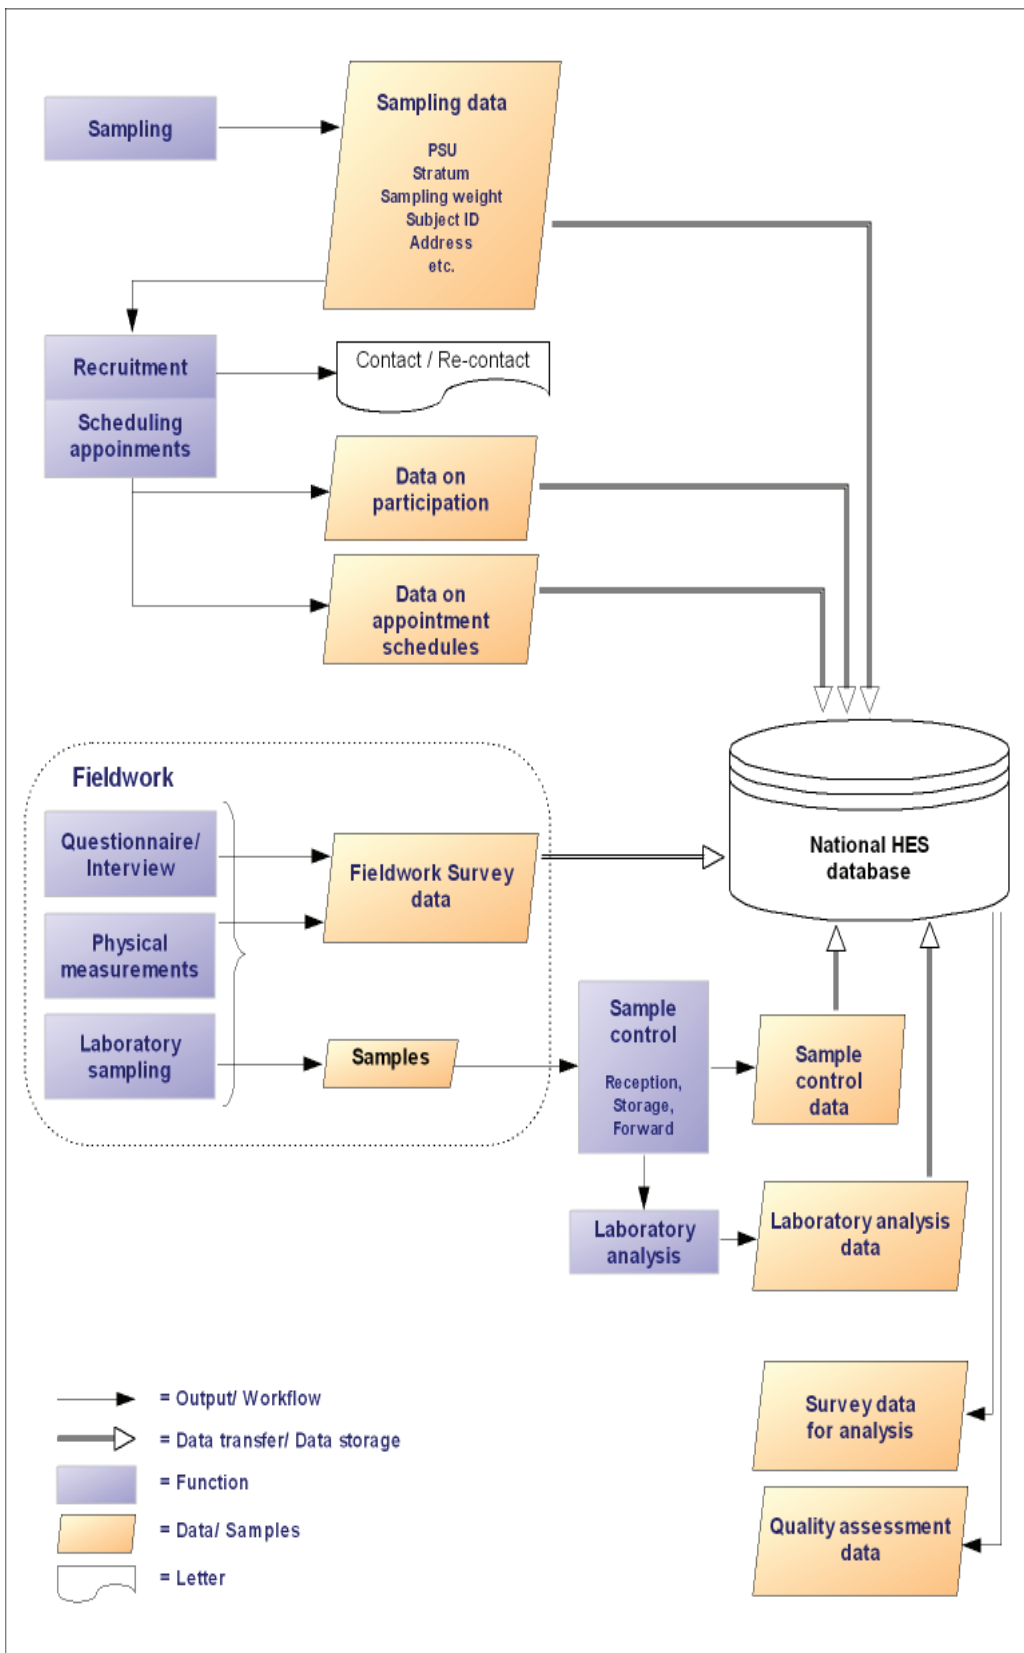 Sampling
Sampling data
PSU
Stratum
Sampling weight
Subject ID
Address
etc.
Recruitment
Contact / Re-contact
Scheduling
appoinments
Data on
participation
Data on
appointment
schedules
Fieldwork
Questionnaire/
Interview
Fieldwork Survey
data
National HES
database
Physical
measurements
Laboratory
sampling
Samples
Sample
control
Reception,
Storage,
Forward
Sample
control
data
Laboratory
analysis
Laboratory analysis
data
Survey data
for analysis
Quality assessment
data
= Output/ Workflow
= Data transfer/ Data storage
= Function
= Data/ Samples
= Letter